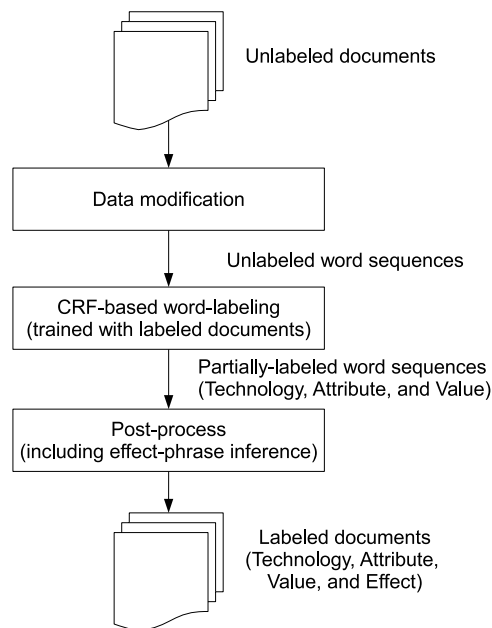 Unlabeled documents
Data modification
Unlabeled word sequences
CRF-based word-labeling
(trained with labeled documents)
Partially-labeled word sequences
(Technology, Attribute, and Value)
Post-process
(including effect-phrase inference)
Labeled documents
(Technology, Attribute,
Value, and Effect)